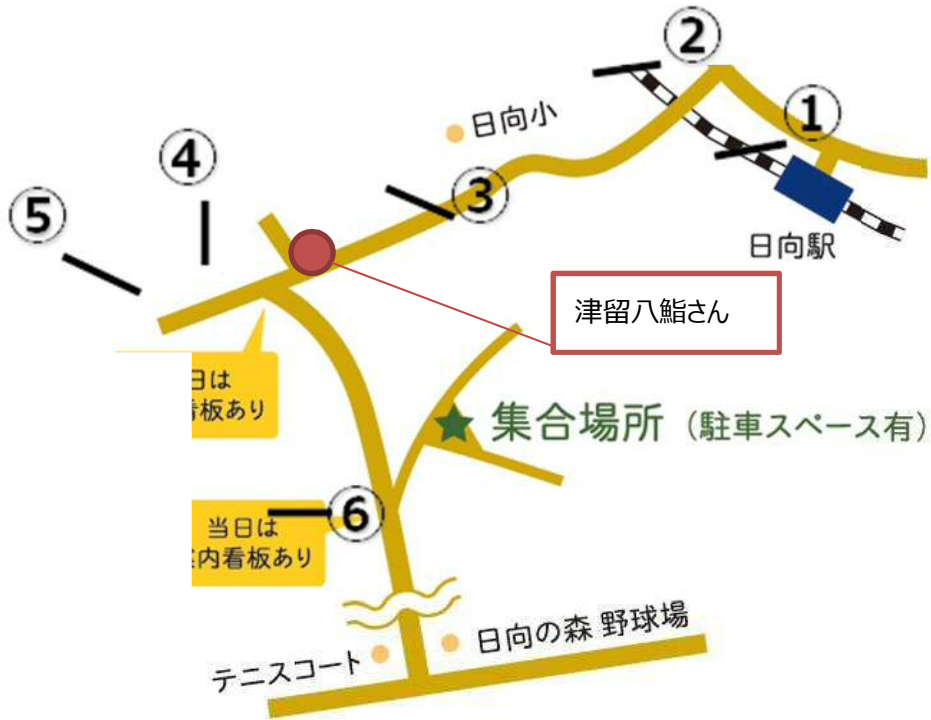 ②
①
日向小
④
③
⑤
日向駅
津留八鮨さん
日は
看板あり
集合場所（駐車スペース有）
⑥
当日は
内看板あり
日向の森 野球場
テニスコート